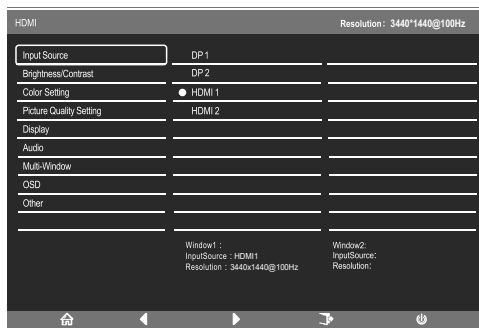 HDMI Resolution: 3440*1440@100Hz
Input Source DP 1
Brightness/Contrast DP 2
Color Setting HDMI 1
Picture Quality Setting HDMI 2
Display
Audio
Multi-Window
OSD
Other
Window1 : Window2:
InputSource : HDMI1 InputSource:
Resolution : 3440x1440@100Hz Resolution: